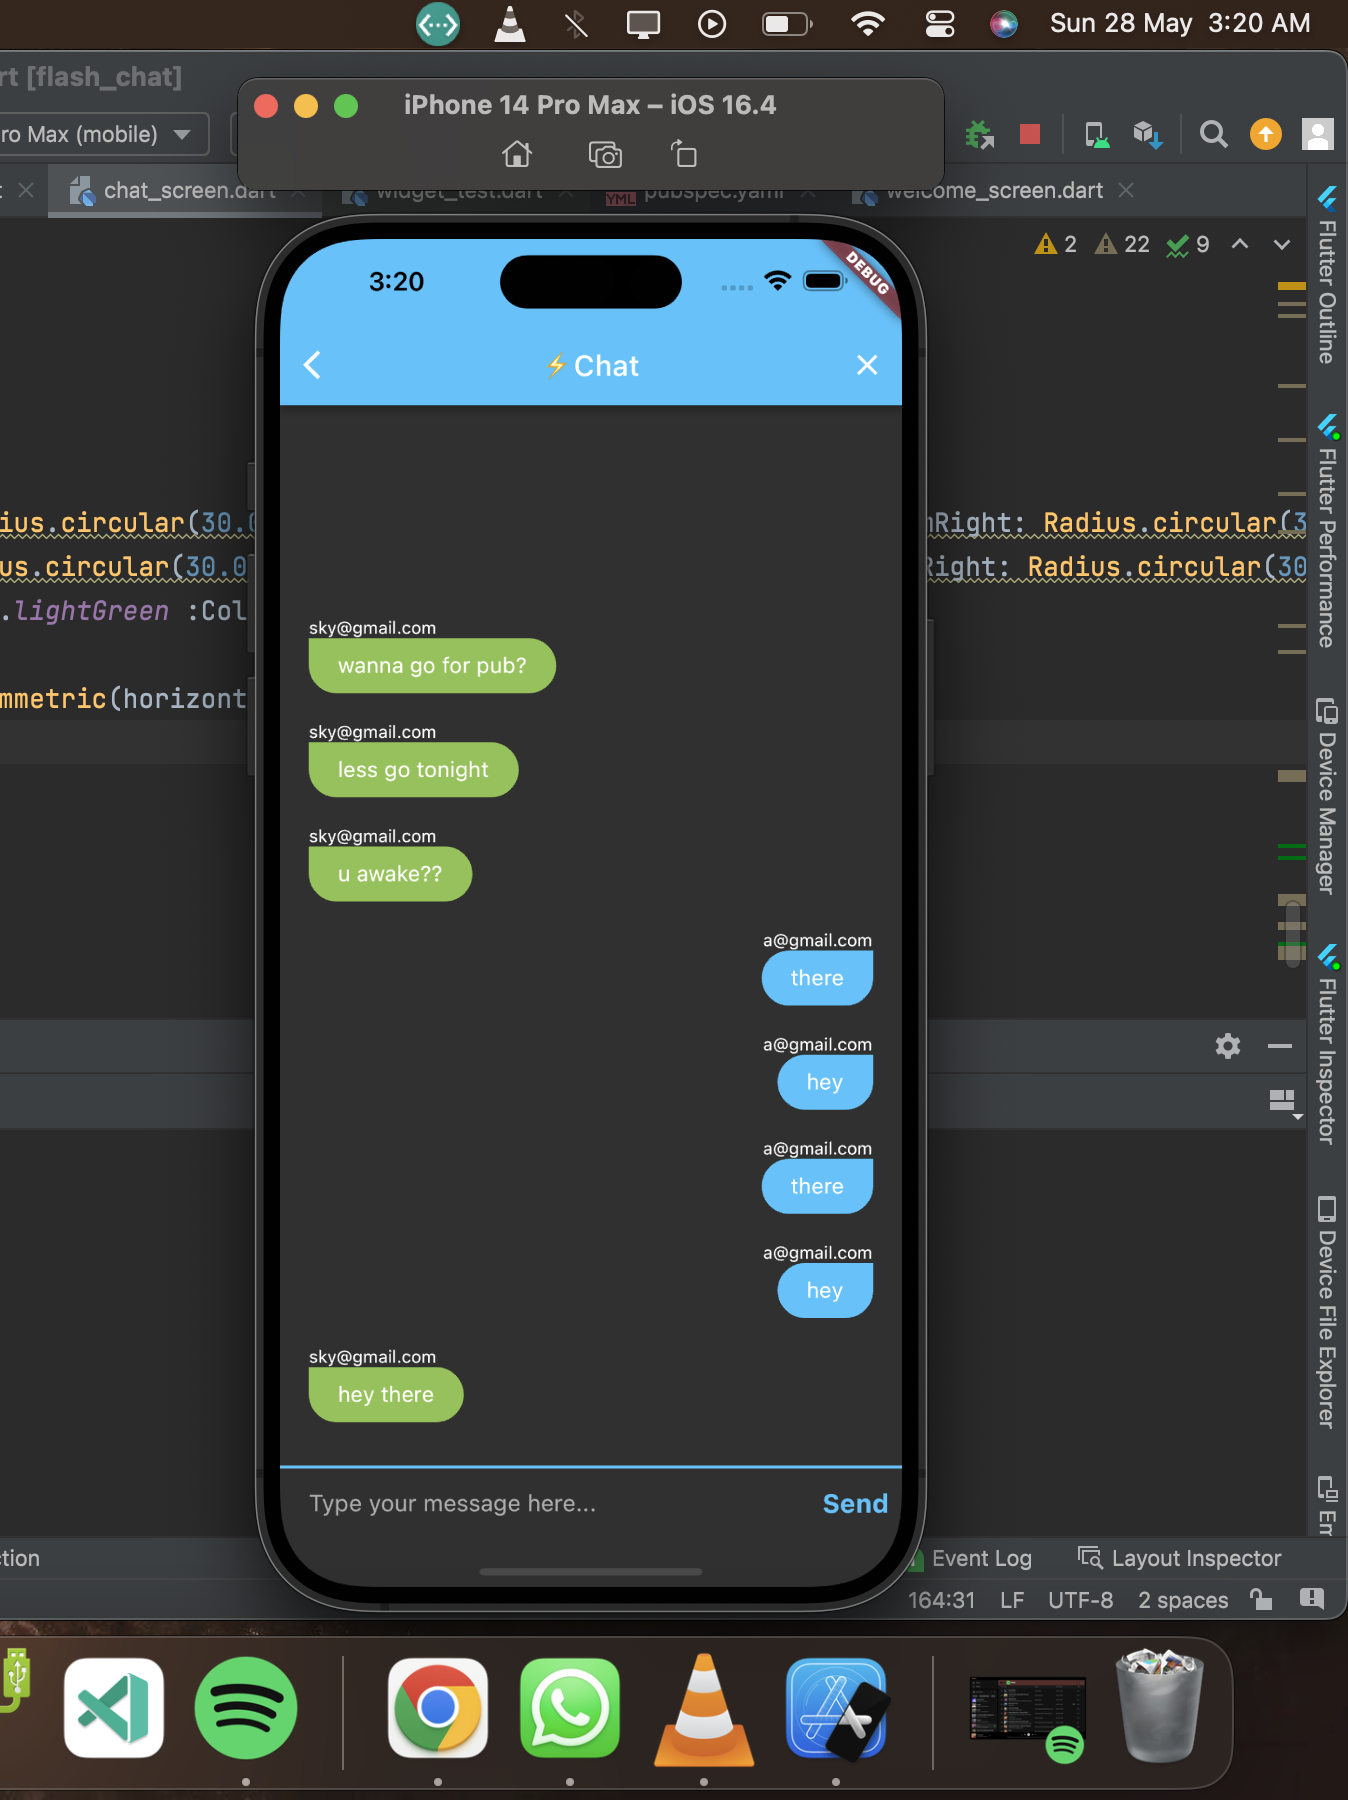 Sun 28 May 3:20 AM
rt [flash_chat]
iPhone 14 Pro Max – iOS 16.4
ro Max (mobile)
chat_screen.dart
widget_test.dart
YML pubspec.yaml
welcome_screen.dart
2 22 9
3:20
DEBUG
⚡Chat
ius.circular(30.0
nRight: Radius.circular(3
us.circular(30.0
Right: Radius.circular(30
.lightGreen :Col
mmetric(horizont
sky@gmail.com
wanna go for pub?
sky@gmail.com
less go tonight
sky@gmail.com
u awake??
a@gmail.com
there
a@gmail.com
hey
a@gmail.com
there
a@gmail.com
hey
sky@gmail.com
hey there
Type your message here...
Send
Flutter Outline
Flutter Performance
Device Manager
Flutter Inspector
Device File Explorer
Em
tion
Event Log
Layout Inspector
164:31 LF UTF-8 2 spaces